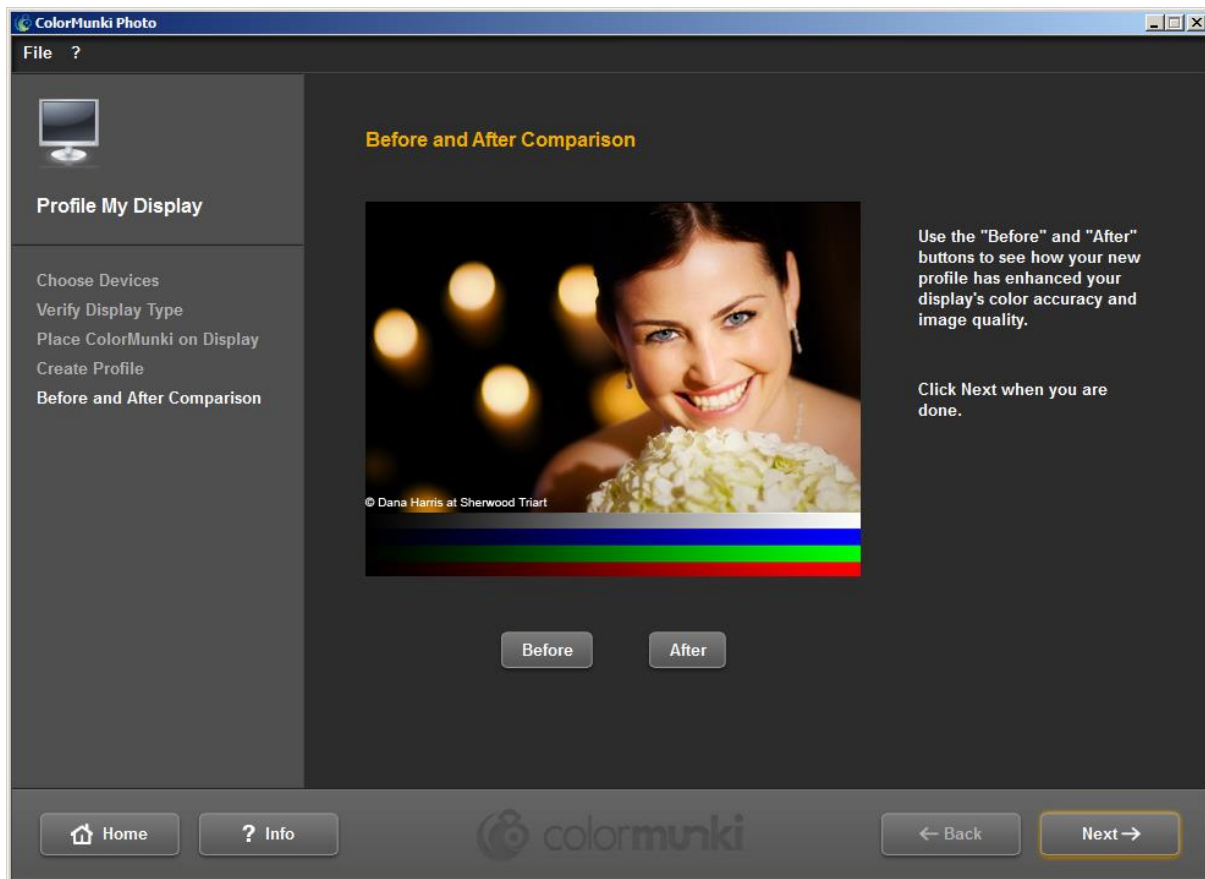 ColorMunki Photo
File ?
Profile My Display
Choose Devices
Verify Display Type
Place ColorMunki on Display
Create Profile
Before and After Comparison
Before and After Comparison
© Dana Harris at Sherwood Triart
Use the "Before" and "After"
buttons to see how your new
profile has enhanced your
display's color accuracy and
image quality.
Click Next when you are
done.
Before After
Home ? Info colormunki ← Back Next →